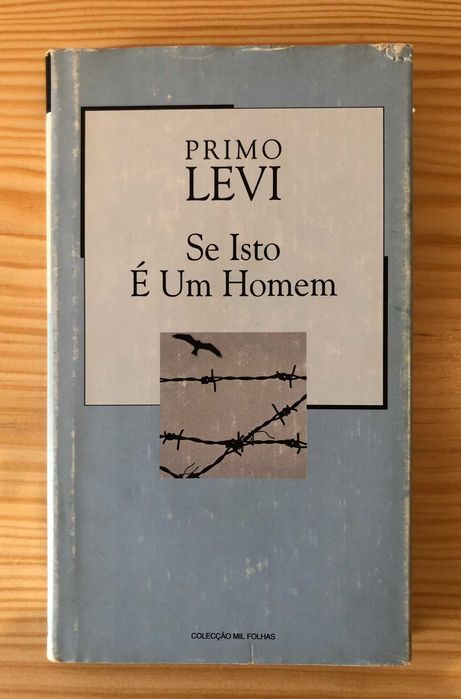 PRIMO
LEVI
Se Isto
É Um Homem
COLECÇÃO MIL FOLHAS